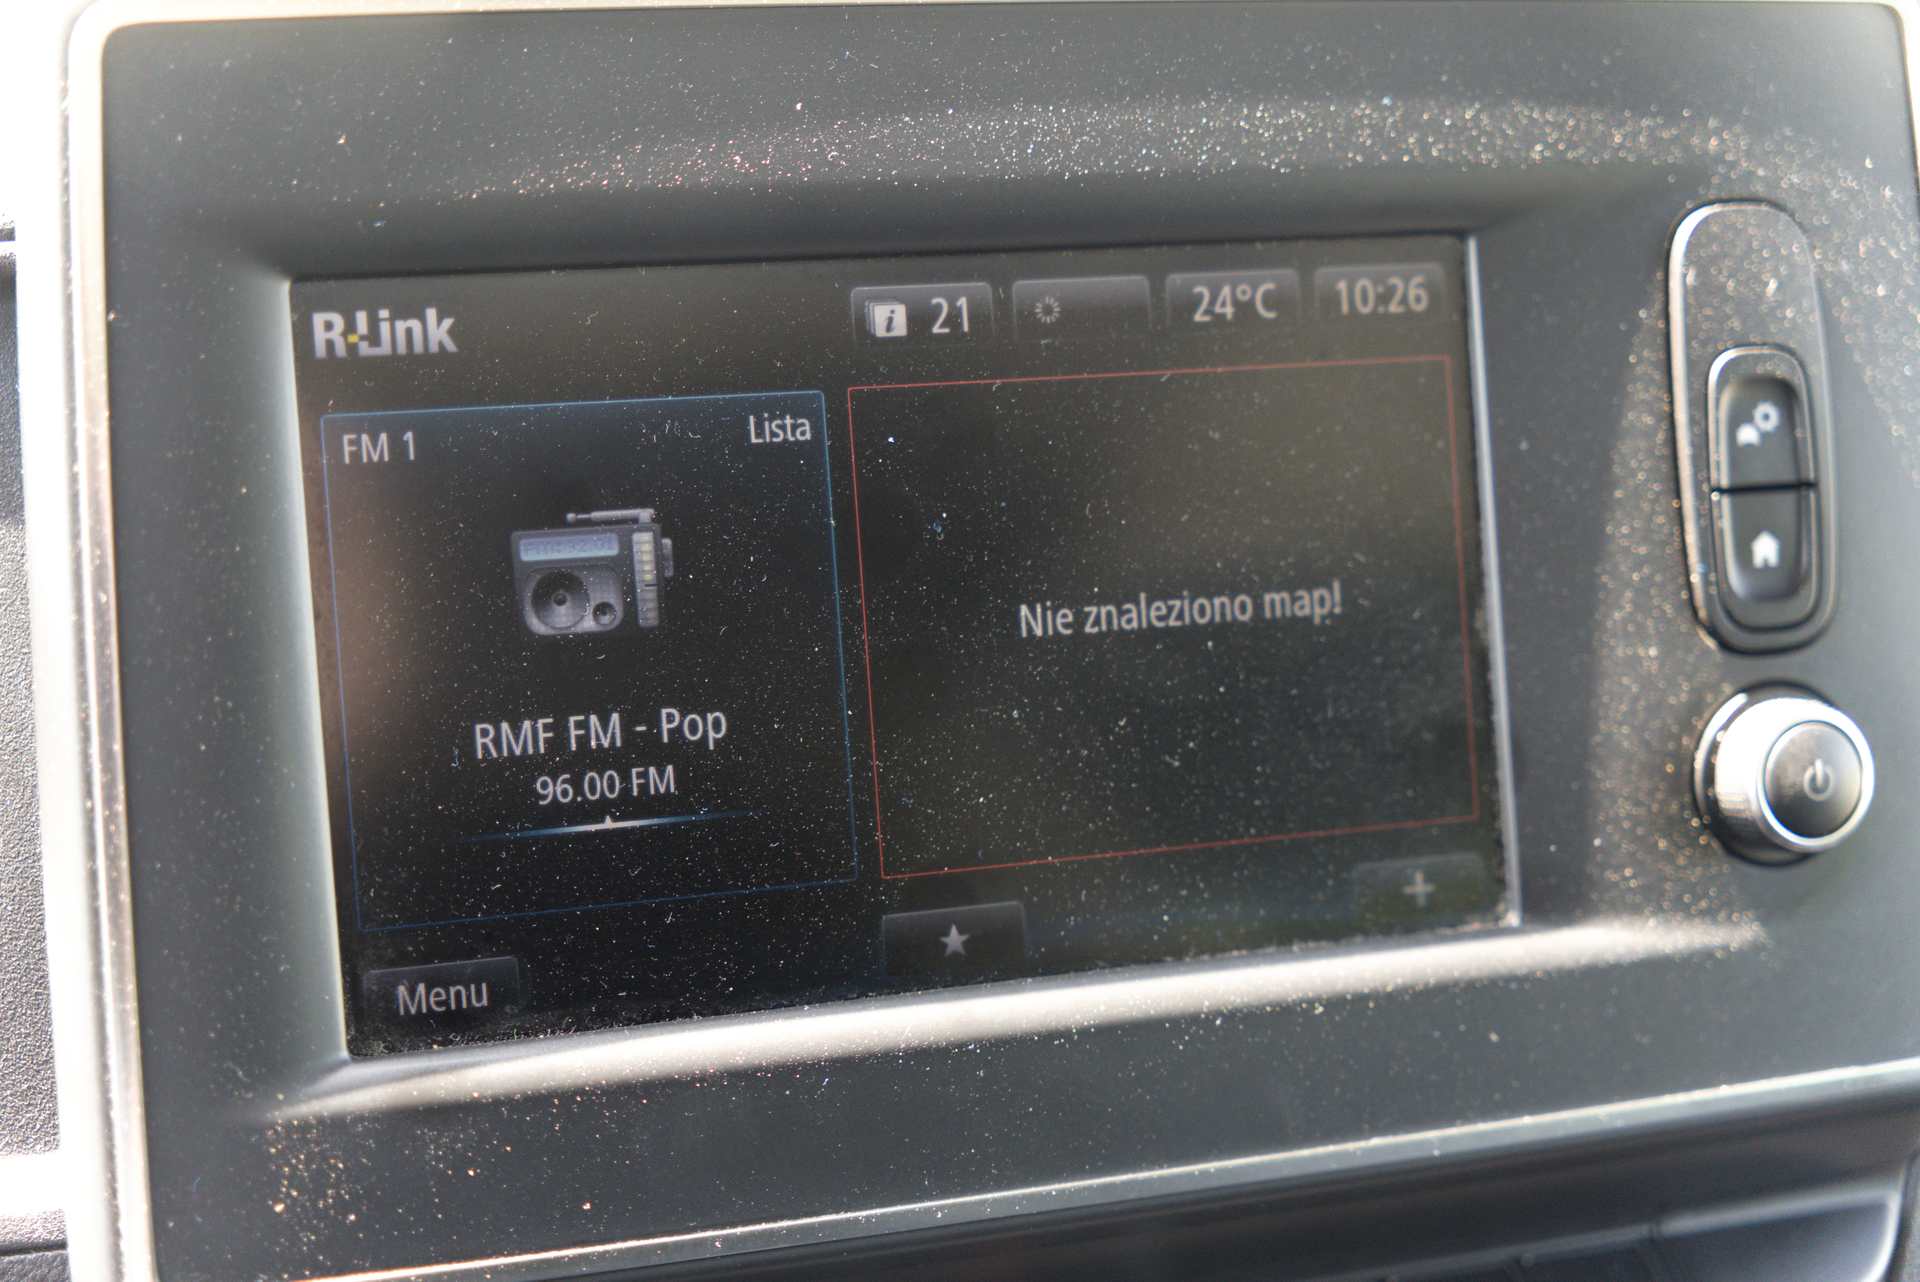 R-Link
21
24°C
10:26
FM 1
Lista
Nie znaleziono map!
RMF FM - Pop
96.00 FM
Menu